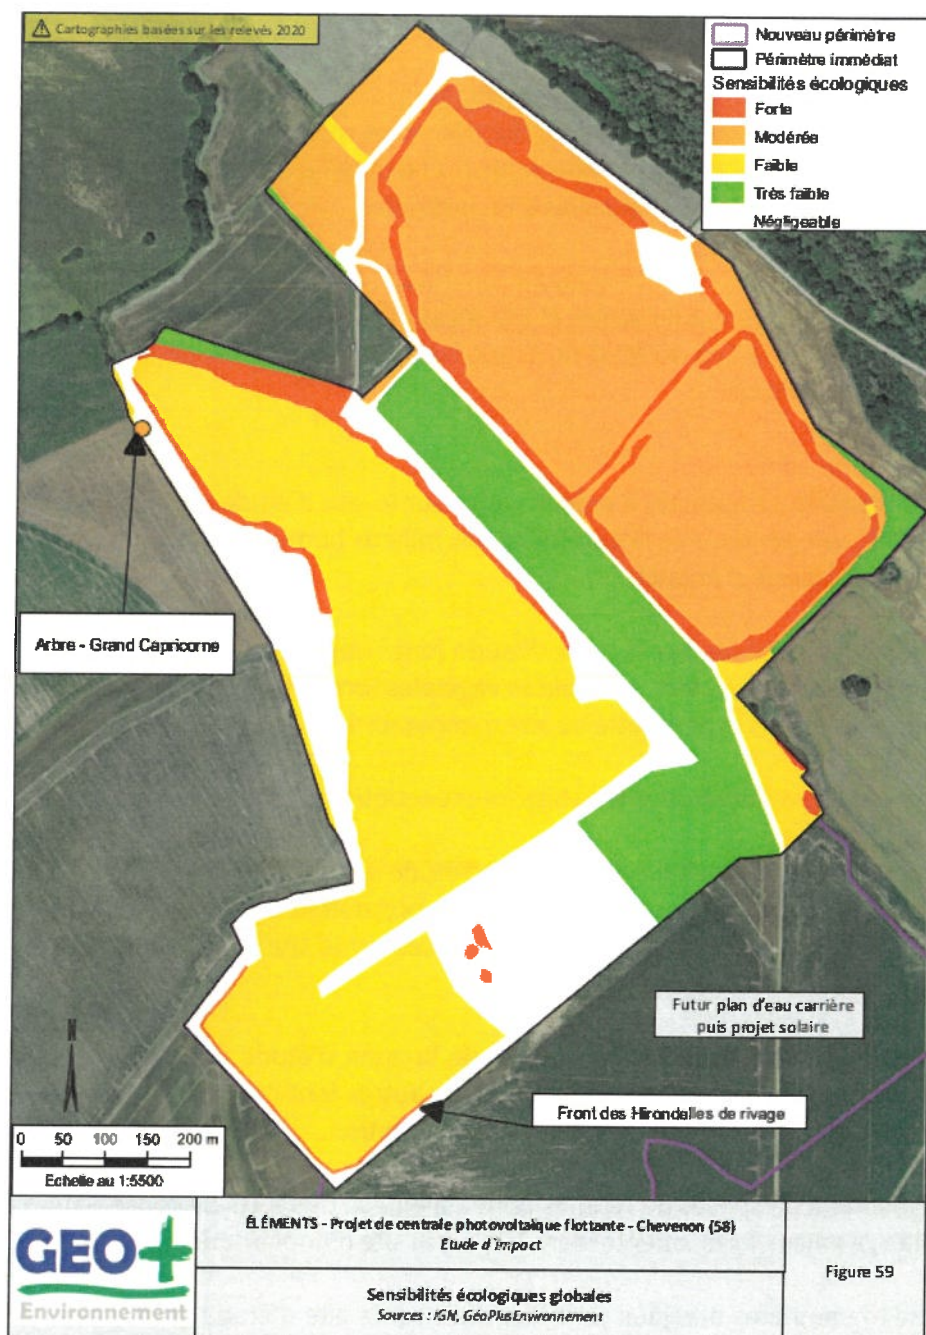 ⚠ Cartographies basées sur les relevés 2020
Nouveau périmètre
Périmètre immédiat
Sensibilités écologiques
Forte
Modérée
Faible
Très faible
Négligeable
Arbre - Grand Capricorne
Futur plan d'eau carrière
puis projet solaire
Front des Hirondelles de rivage
N
0 50 100 150 200 m
Echelle au 1:5500
GEO+
Environnement
ÉLÉMENTS - Projet de centrale photovoltaïque flottante - Chevenon (58)
Etude d'impact
Sensibilités écologiques globales
Sources : IGN, GéoPlusEnvironnement
Figure 59